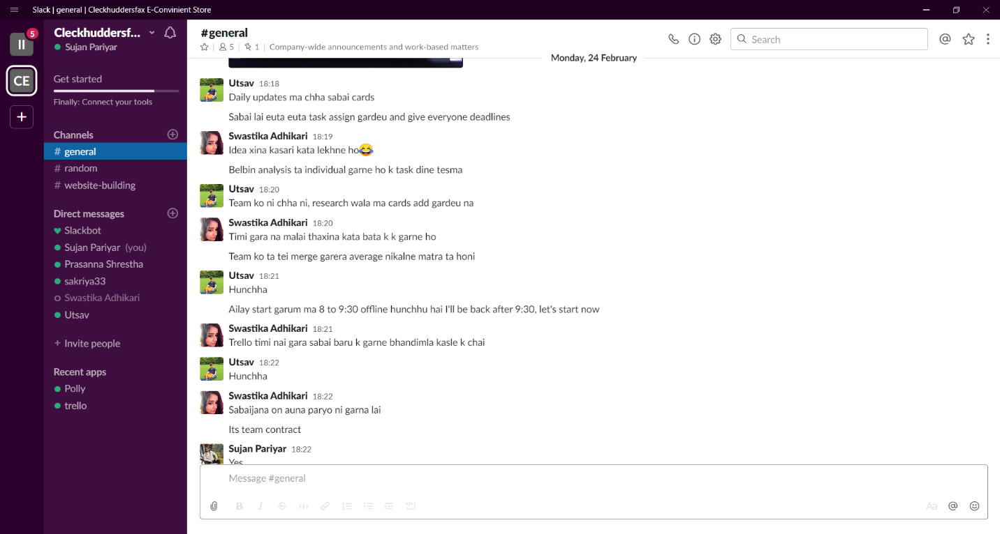 Slack | general | Cleckhuddersfax E-Convinient Store
5
II
CE
+
Cleckhuddersf...
Sujan Pariyar
Get started
Finally: Connect your tools
Channels
# general
# random
# website-building
Direct messages
Slackbot
Sujan Pariyar (you)
Prasanna Shrestha
sakriya33
Swastika Adhikari
Utsav
+ Invite people
Recent apps
Polly
trello
#general
5 | 1 | Company-wide announcements and work-based matters
Search
@
Monday, 24 February
Utsav 18:18
Daily updates ma chha sabai cards
Sabai lai euta euta task assign gardeu and give everyone deadlines
Swastika Adhikari 18:19
Idea xina kasari kata lekhne ho😂
Belbin analysis ta individual garne ho k task dine tesma
Utsav 18:20
Team ko ni chha ni, research wala ma cards add gardeu na
Swastika Adhikari 18:20
Timi gara na malai thaxina kata bata k k garne ho
Team ko ta tei merge garera average nikalne matra ta honi
Utsav 18:21
Hunchha
Ailay start garum ma 8 to 9:30 offline hunchhu hai I'll be back after 9:30, let's start now
Swastika Adhikari 18:21
Trello timi nai gara sabai baru k garne bhandimla kasle k chai
Utsav 18:22
Hunchha
Swastika Adhikari 18:22
Sabaijana on auna paryo ni garna lai
Its team contract
Sujan Pariyar 18:22
Yes
Message #general
B I S </> Aa @